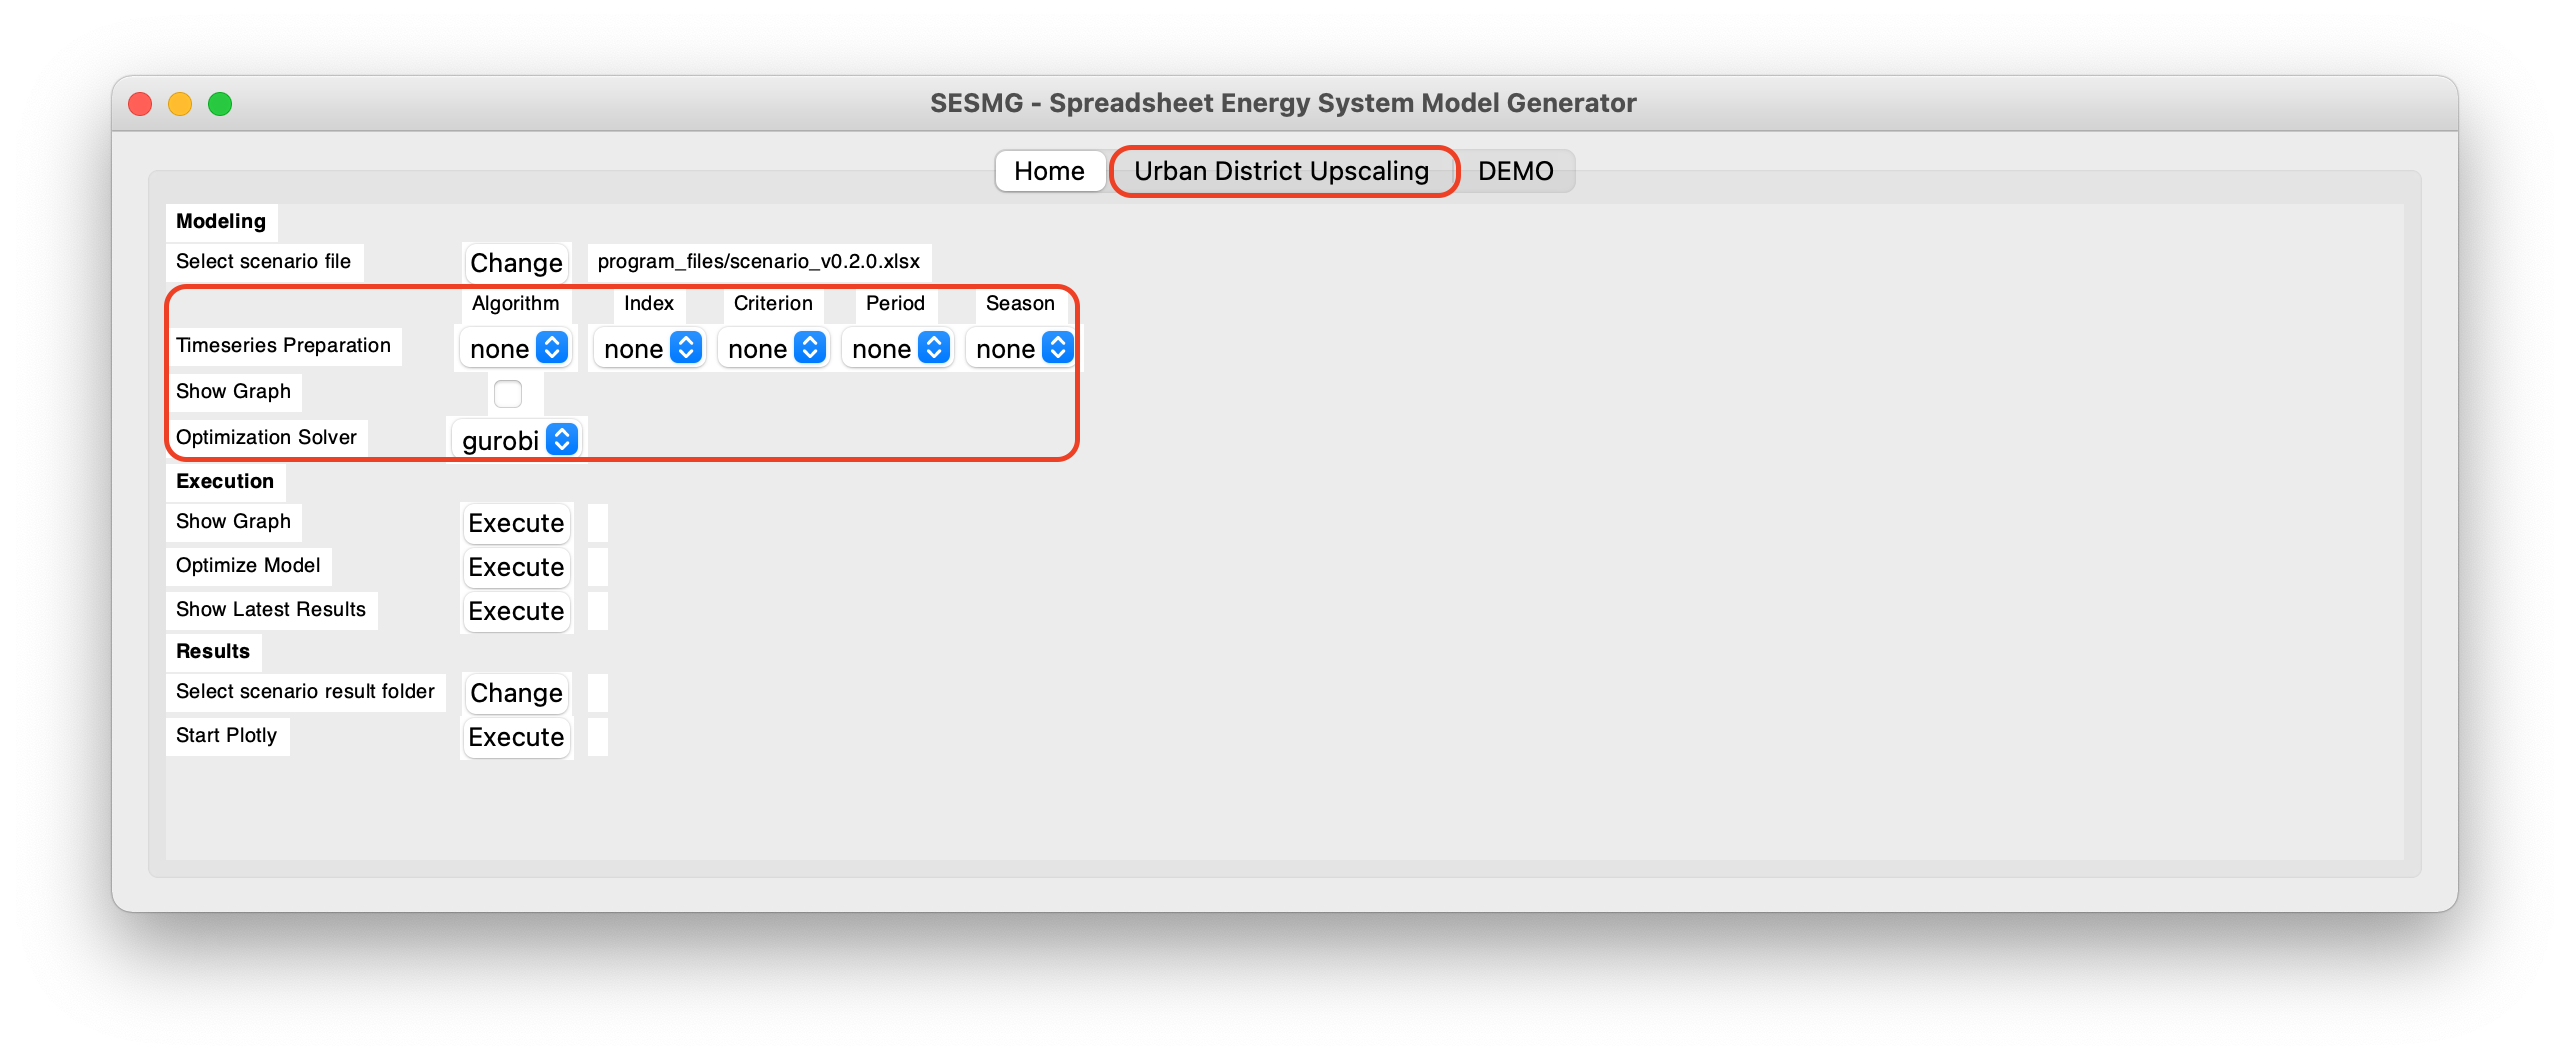 SESMG - Spreadsheet Energy System Model Generator
Home Urban District Upscaling DEMO
Modeling
Select scenario file Change program_files/scenario_v0.2.0.xlsx
Algorithm Index Criterion Period Season
Timeseries Preparation none none none none none
Show Graph
Optimization Solver gurobi
Execution
Show Graph Execute
Optimize Model Execute
Show Latest Results Execute
Results
Select scenario result folder Change
Start Plotly Execute